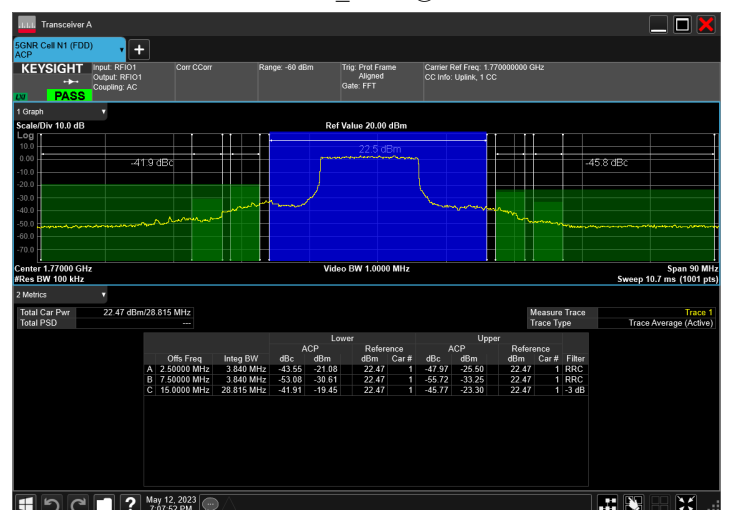 Transceiver A
5GNR Cell N1 (FDD)
ACP
KEYSIGHT
LXI
PASS
Input: RFIO1
Output: RFIO1
Coupling: AC
Corr CCorr
Range: -60 dBm
Trig: Prot Frame
Aligned
Gate: FFT
Carrier Ref Freq: 1.770000000 GHz
CC Info: Uplink, 1 CC
1 Graph
Scale/Div 10.0 dB
Ref Value 20.00 dBm
Log
10.0
0.00
-10.0
-20.0
-30.0
-40.0
-50.0
-60.0
-70.0
-41.9 dBc
22.5 dBm
-45.8 dBc
Center 1.77000 GHz
Video BW 1.0000 MHz
Span 90 MHz
#Res BW 100 kHz
Sweep 10.7 ms (1001 pts)
2 Metrics
Total Car Pwr 22.47 dBm/28.815 MHz
Total PSD ---
Measure Trace Trace 1
Trace Type Trace Average (Active)
Lower Upper
ACP Reference ACP Reference
Offs Freq Integ BW dBc dBm dBm Car # dBc dBm dBm Car # Filter
A 2.50000 MHz 3.840 MHz -43.55 -21.08 22.47 1 -47.97 -25.50 22.47 1 RRC
B 7.50000 MHz 3.840 MHz -53.08 -30.61 22.47 1 -55.72 -33.25 22.47 1 RRC
C 15.0000 MHz 28.815 MHz -41.91 -19.45 22.47 1 -45.77 -23.30 22.47 1 -3 dB
May 12, 2023
7:07:52 PM